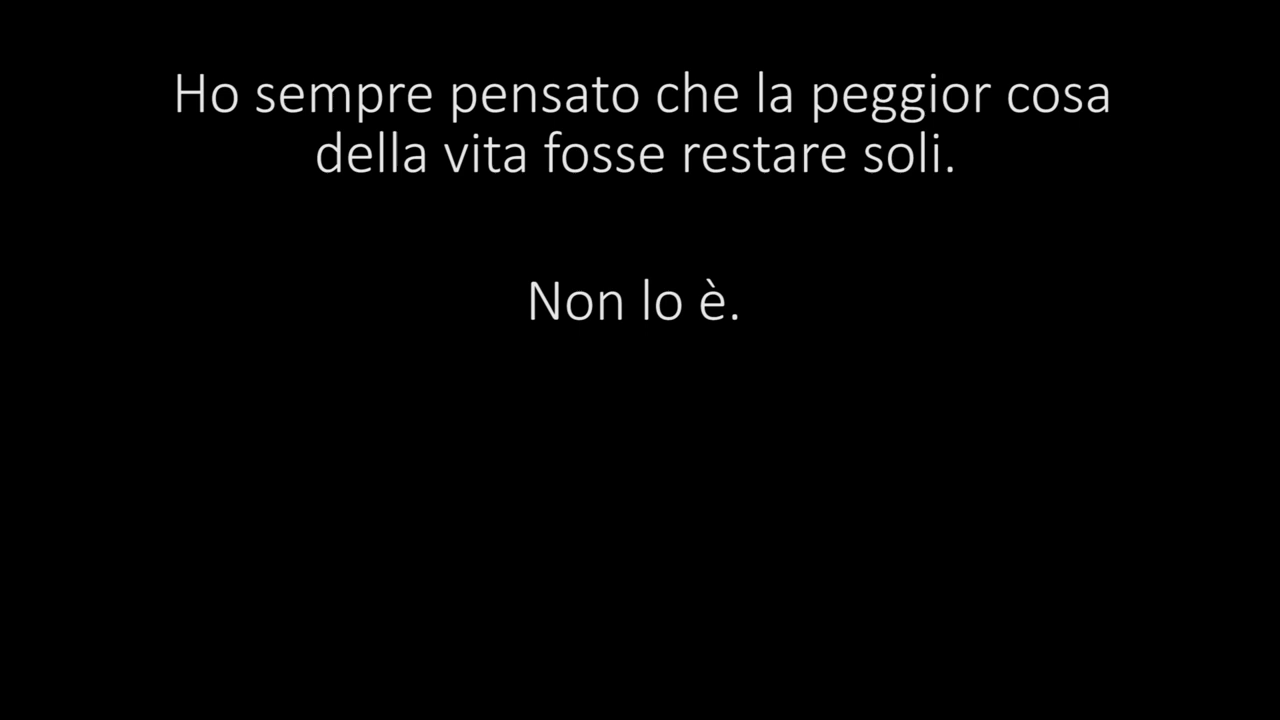 Ho sempre pensato che la peggior cosa
della vita fosse restare soli.
Non lo è.